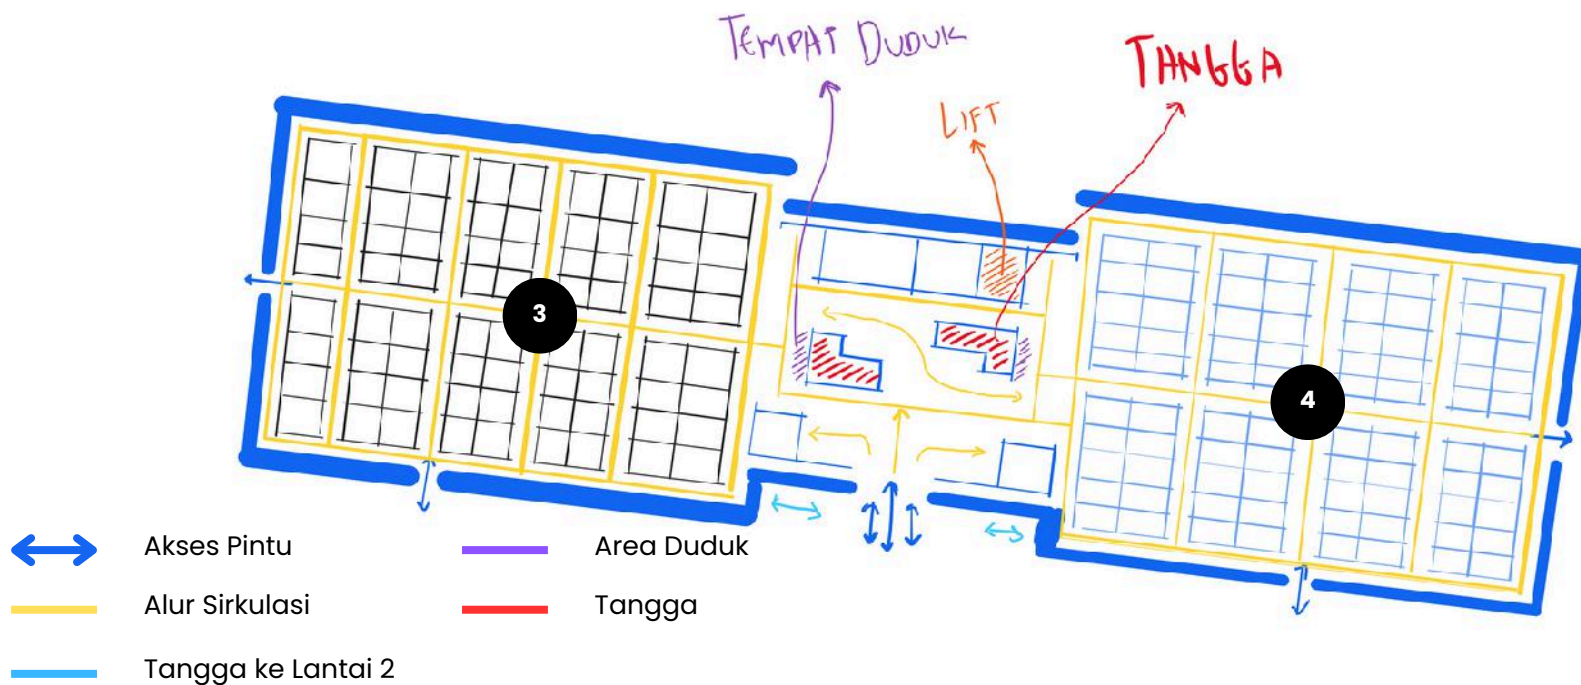 TEMPAT DUDUK
LIFT
TANGGA
3
4
Akses Pintu
Area Duduk
Alur Sirkulasi
Tangga
Tangga ke Lantai 2